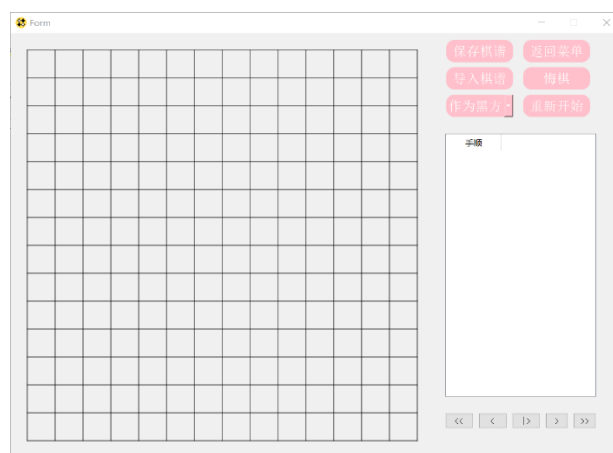 Form
保存棋谱 返回菜单
导入棋谱 悔棋
作为黑方 重新开始
手顺
<< < |> > >>